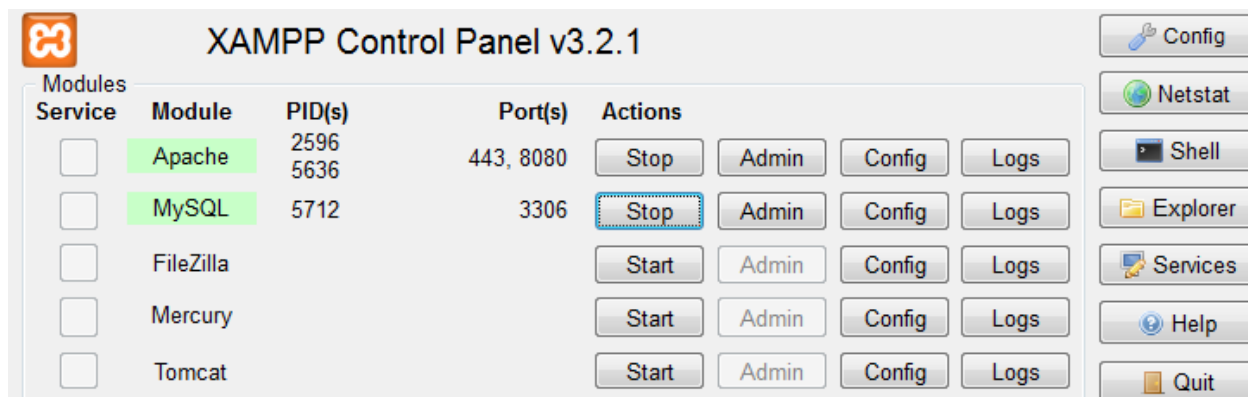 XAMPP Control Panel v3.2.1
Config
Modules
Netstat
Service Module PID(s) Port(s) Actions
Apache 2596 5636 443, 8080 Stop Admin Config Logs
Shell
MySQL 5712 3306 Stop Admin Config Logs
Explorer
FileZilla Start Admin Config Logs
Services
Mercury Start Admin Config Logs
Help
Tomcat Start Admin Config Logs
Quit